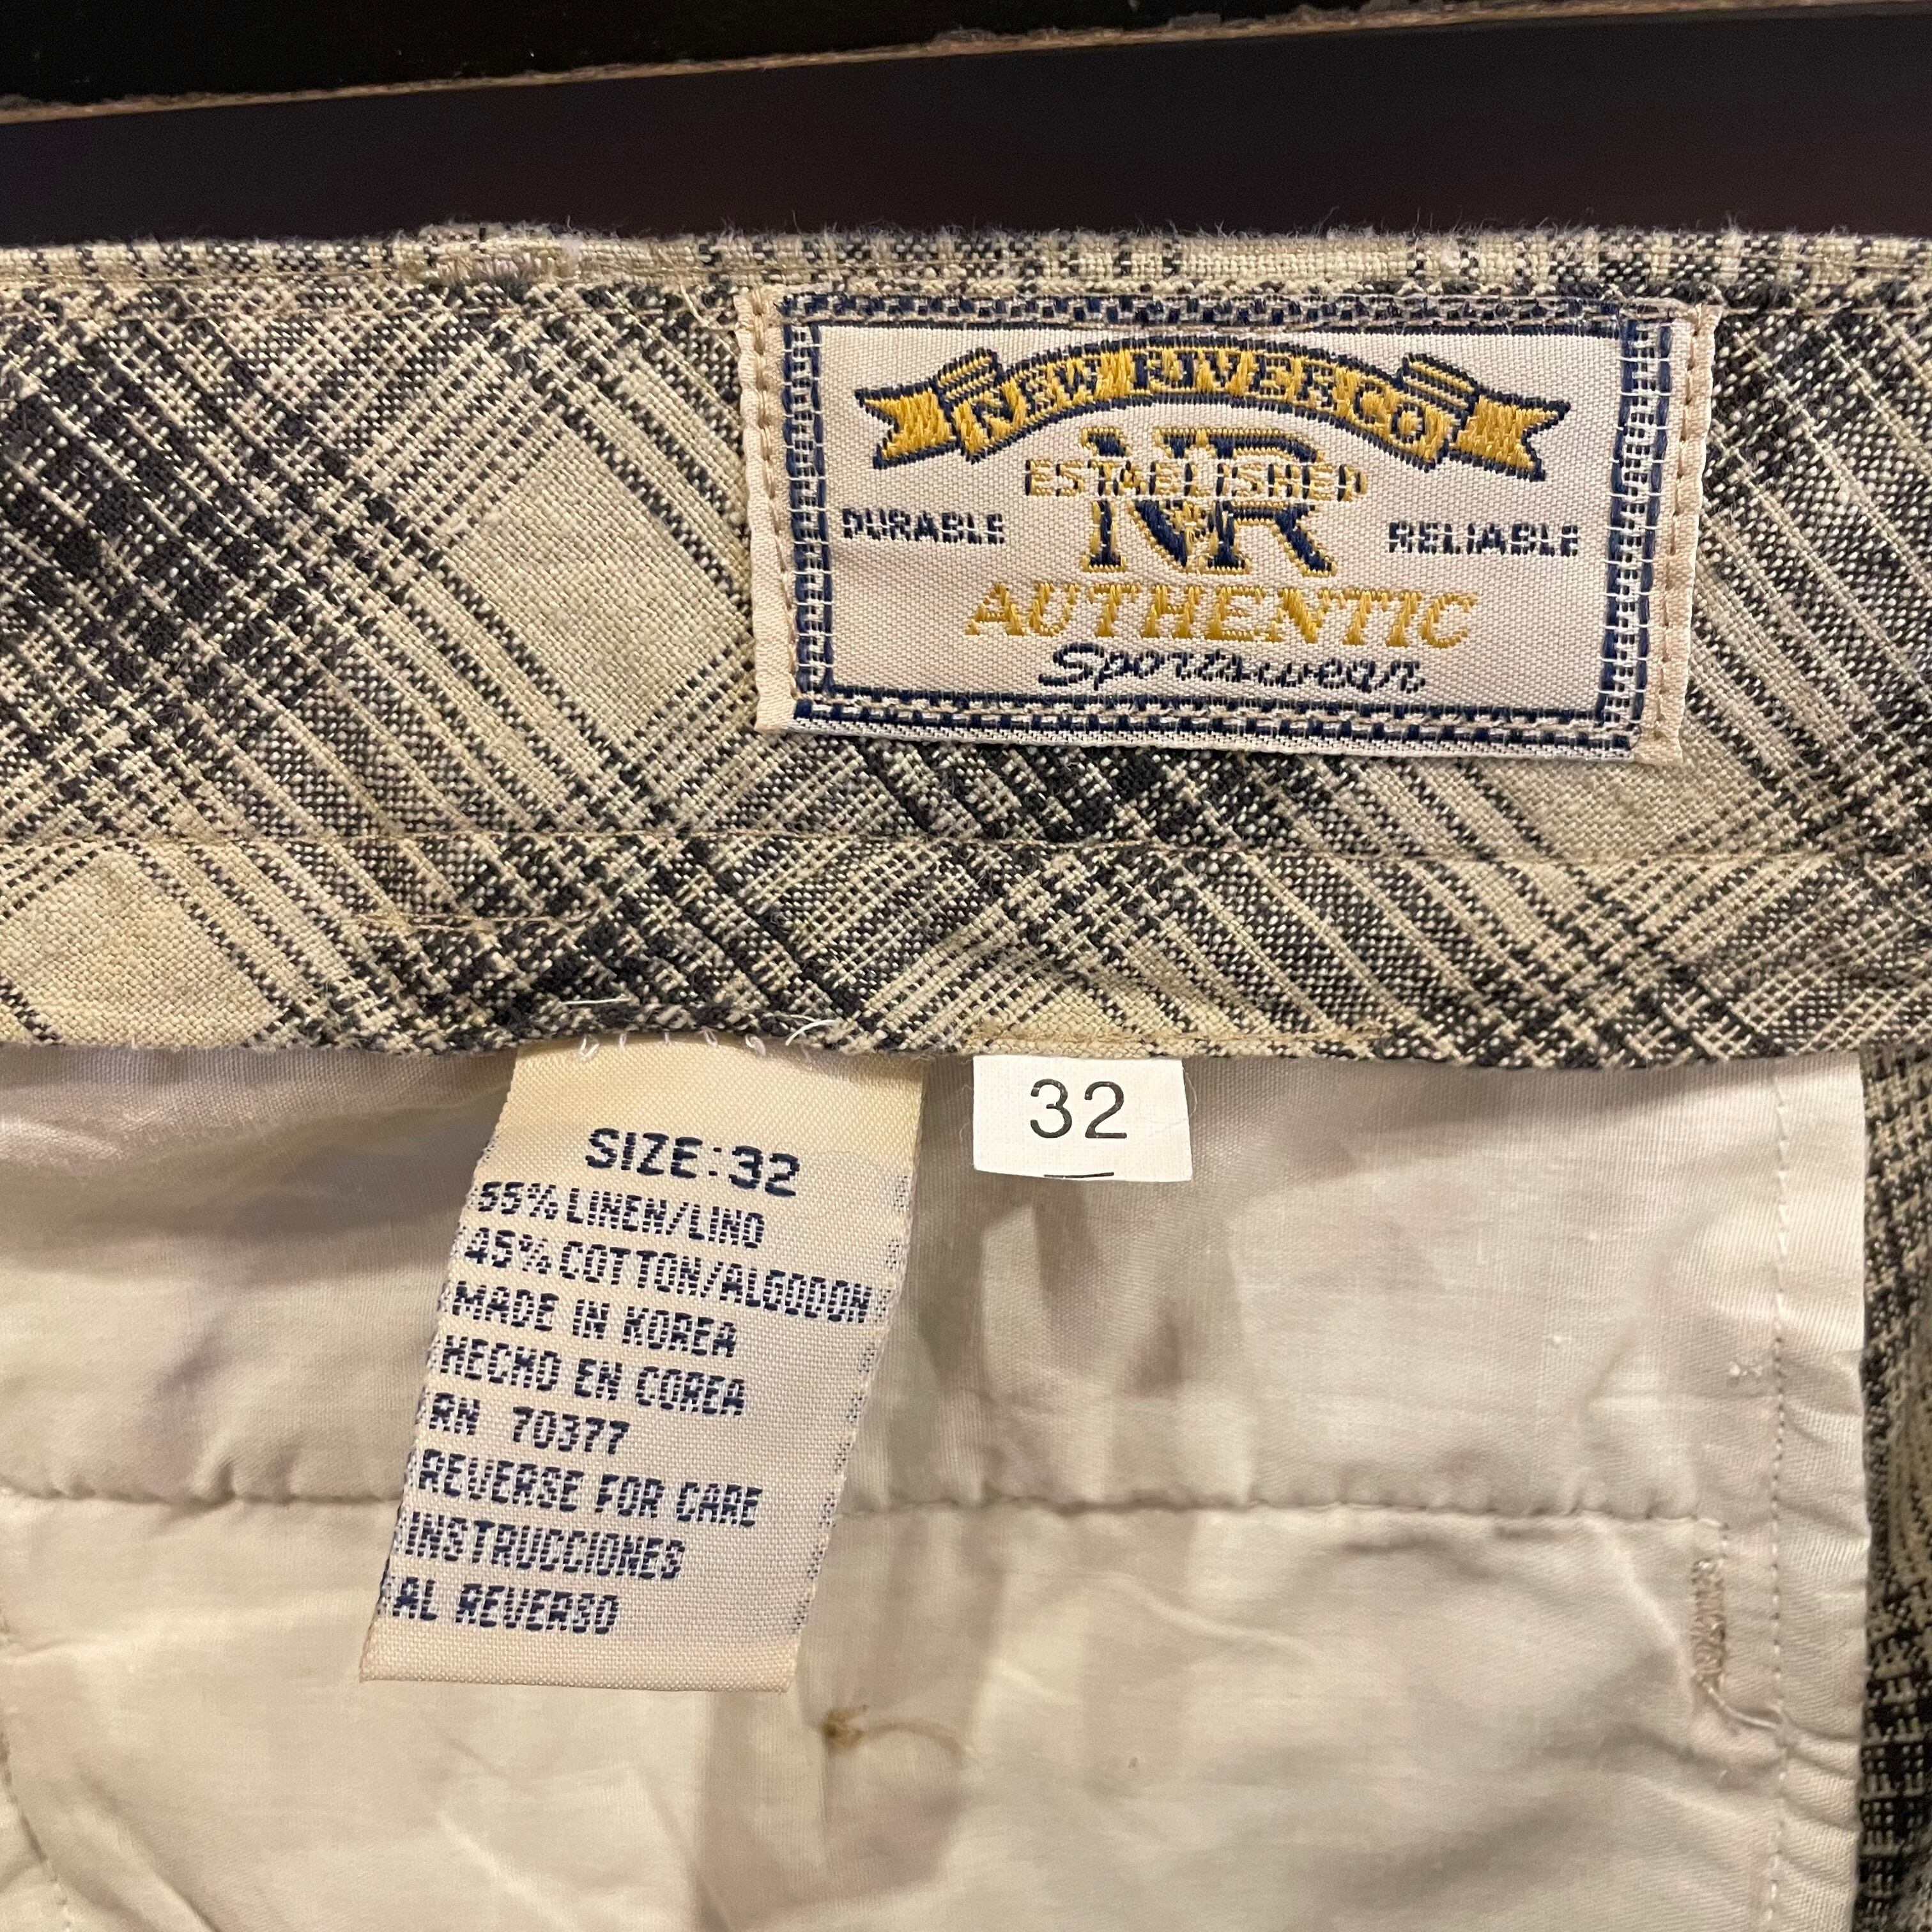 NEW RIVER CO
ESTABLISHED
NR
DURABLE RELIABLE
AUTHENTIC
Sportswear
SIZE:32
55% LINEN/LINO
45% COTTON/ALGODON
MADE IN KOREA
HECHO EN COREA
RN 70377
REVERSE FOR CARE
INSTRUCCIONES
AL REVERSO
32